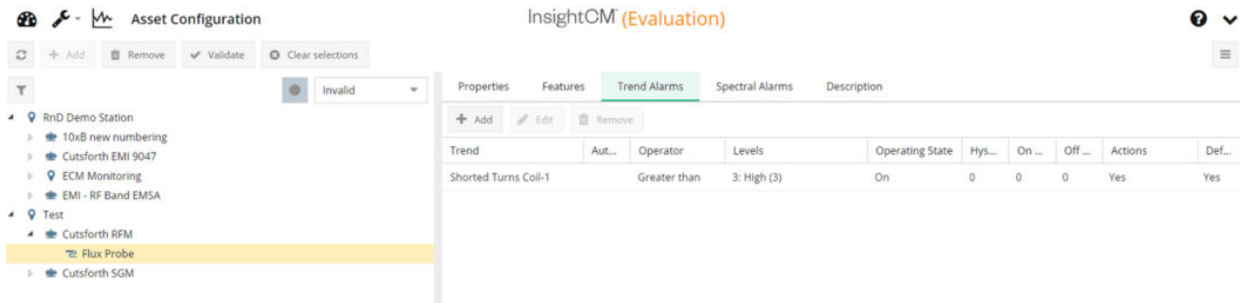 Asset Configuration
InsightCM™ (Evaluation)
Add Remove Validate Clear selections
Invalid
Properties Features Trend Alarms Spectral Alarms Description
RnD Demo Station
10xB new numbering
Cutsforth EMI 9047
ECM Monitoring
EMI - RF Band EMSA
Test
Cutsforth RFM
Flux Probe
Cutsforth SGM
Add Edit Remove
Trend Aut... Operator Levels Operating State Hys... On ... Off ... Actions Def...
Shorted Turns Coil-1 Greater than 3: High (3) On 0 0 0 Yes Yes